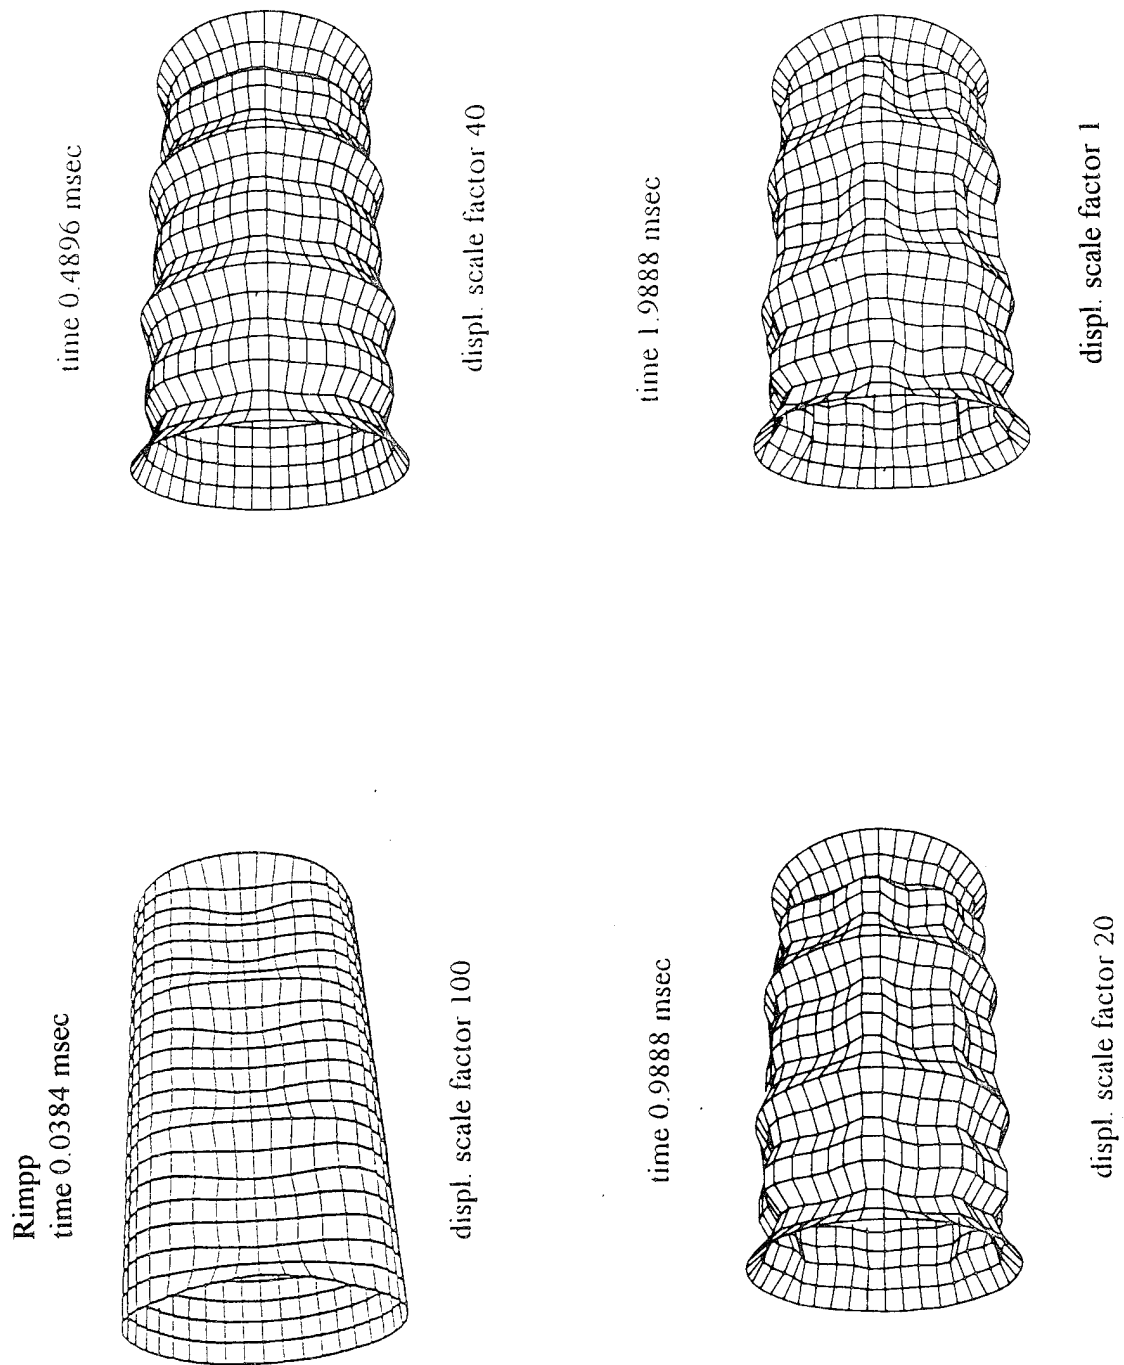 Rimpp
time 0.0384 msec
displ. scale factor 100
time 0.4896 msec
displ. scale factor 40
time 0.9888 msec
displ. scale factor 20
time 1.9888 msec
displ. scale factor 1